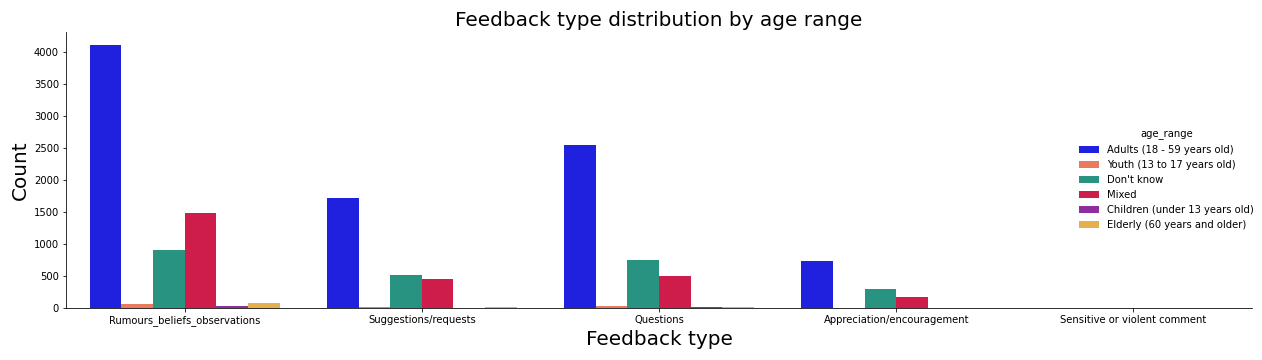 Feedback type distribution by age range
Count
4000
3500
3000
2500
2000
1500
1000
500
0
Rumours_beliefs_observations
Suggestions/requests
Questions
Appreciation/encouragement
Sensitive or violent comment
Feedback type
age_range
Adults (18 - 59 years old)
Youth (13 to 17 years old)
Don't know
Mixed
Children (under 13 years old)
Elderly (60 years and older)